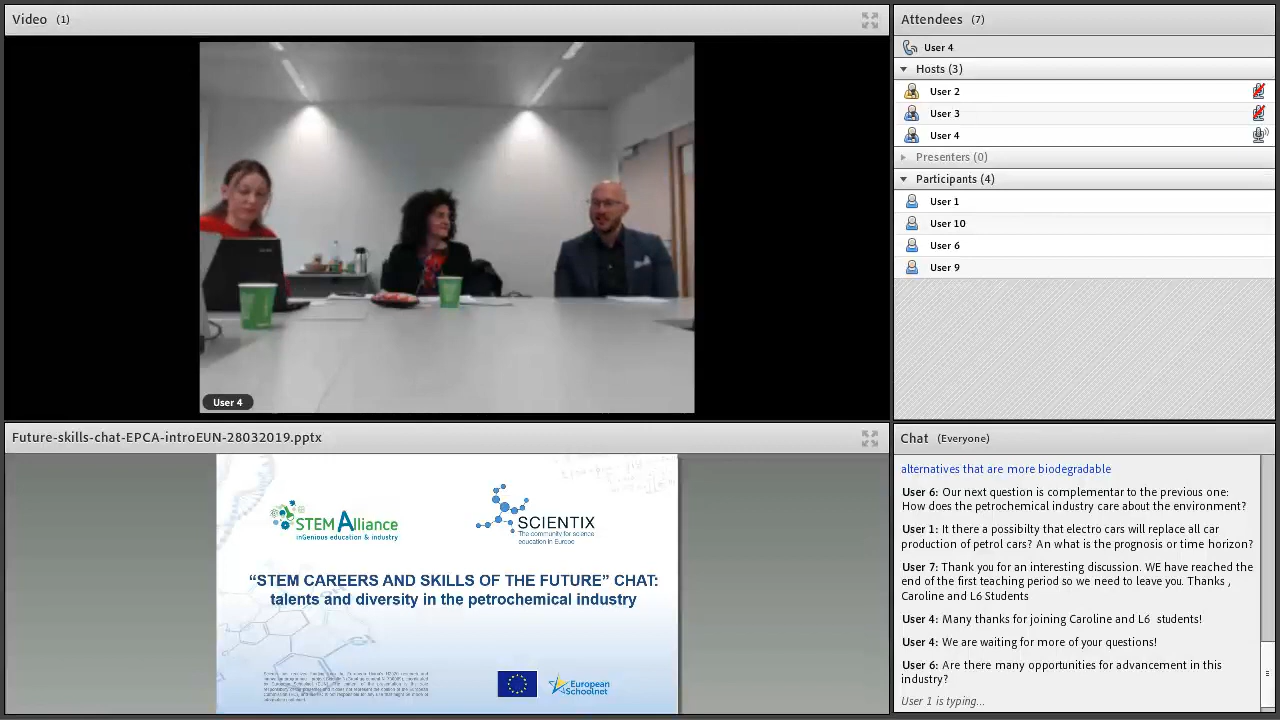 Video (1)
User 4
Attendees (7)
User 4
Hosts (3)
User 2
User 3
User 4
Presenters (0)
Participants (4)
User 1
User 10
User 6
User 9
Future-skills-chat-EPCA-introEUN-28032019.pptx
STEM Alliance
inGenious education & industry
SCIENTIX
The community for science
education in Europe
“STEM CAREERS AND SKILLS OF THE FUTURE” CHAT:
talents and diversity in the petrochemical industry
European
Schoolnet
Chat (Everyone)
alternatives that are more biodegradable
User 6: Our next question is complementar to the previous one:
How does the petrochemical industry care about the environment?
User 1: It is a possibilty that electro cars will replace all
production of petrol cars? An what is the prognosis or time horizon?
User 7: Thank you for an interesting discussion. WE have reached the
end of the first teaching period so we need to leave you. Thanks ,
Caroline and L6 Students
User 4: Many thanks for joining Caroline and L6 students!
User 4: We are waiting for more of your questions!
User 6: Are there many opportunities for advancement in this
industry?
User 1 is typing...